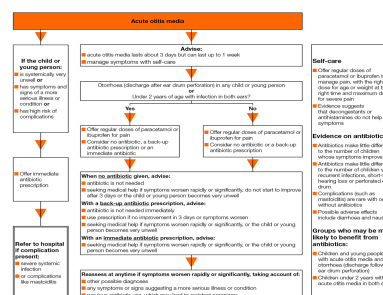 Acute otitis media
If the child or
young person:
is systemically very
unwell or
has symptoms and
signs of a more
serious illness or
condition or
has high risk of
complications
Offer immediate
antibiotic
prescription
Refer to hospital
if complication
present:
severe systemic
infection
or complications
like mastoiditis
Advise:
acute otitis media lasts about 3 days but can last up to 1 week
manage symptoms with self-care
Otorrhoea (discharge after ear drum perforation) in any child or young person
or
Under 2 years of age with infection in both ears?
Yes
No
Offer regular doses of paracetamol or
ibuprofen for pain
Consider no antibiotic, a back-up
antibiotic prescription or an
immediate antibiotic
Offer regular doses of paracetamol or
ibuprofen for pain
Consider no antibiotic or a back-up
antibiotic prescription
When no antibiotic given, advise:
antibiotic is not needed
seeking medical help if symptoms worsen rapidly or significantly, do not start to improve
after 3 days or the child or young person becomes very unwell
With a back-up antibiotic prescription, advise:
antibiotic is not needed immediately
use prescription if no improvement in 3 days or symptoms worsen
seeking medical help if symptoms worsen rapidly or significantly, or the child or young
person becomes very unwell
With an immediate antibiotic prescription, advise:
seeking medical help if symptoms worsen rapidly or significantly, or the child or young
person becomes very unwell
Reassess at anytime if symptoms worsen rapidly or significantly, taking account of:
other possible diagnoses
any symptoms or signs suggesting a more serious illness or condition
Self-care
Offer regular doses of
paracetamol or ibuprofen
manage pain, with the right
dose for age or weight at
right time and maximum
for severe pain
Evidence suggests
that decongestants or
antihistamines do not help
symptoms
Evidence on
Antibiotics make little
to the number of children
whose symptoms
Antibiotics make little
to the number of children
recurrent infections, short-
hearing loss or perforated
drum
Complications (such as
mastoiditis) are rare with or
without antibiotics
Possible adverse effects
include diarrhoea and
Groups who may be
likely to benefit from
antibiotics:
Children and young people
with acute otitis media and
otorrhoea (discharge
ear drum perforation)
Children under 2 years
acute otitis media